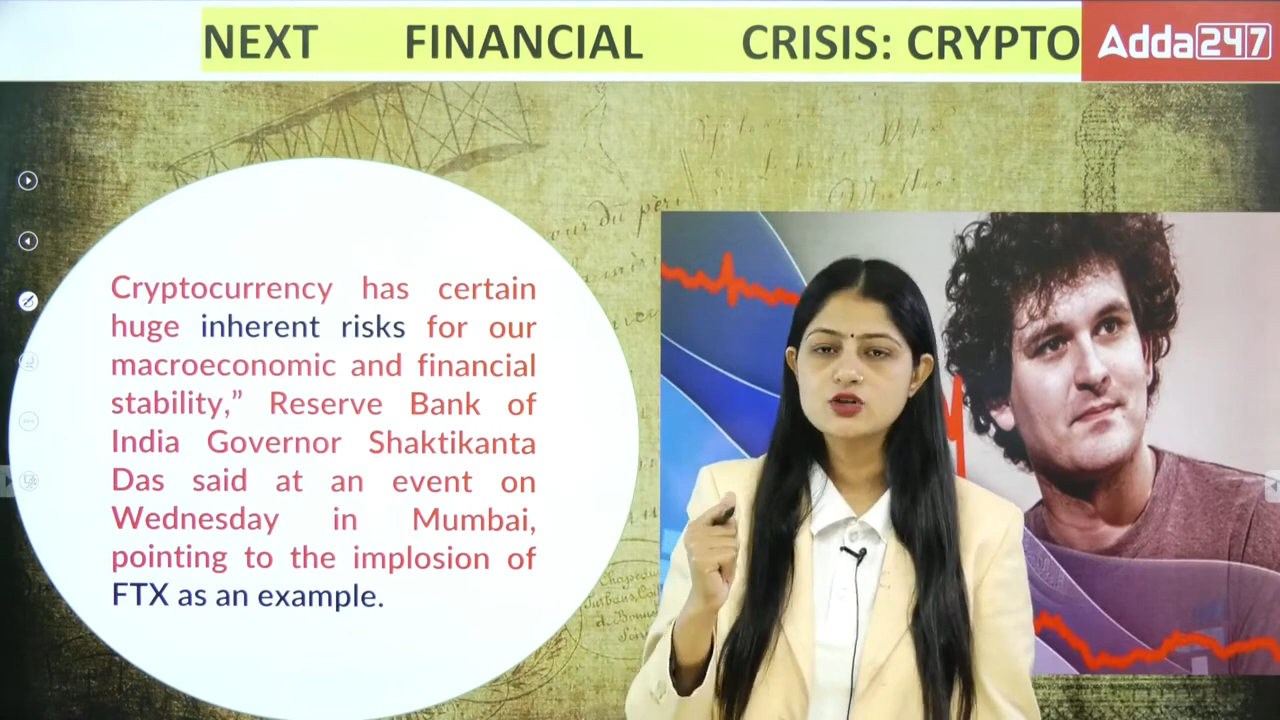 NEXT FINANCIAL CRISIS: CRYPTO
Adda247
Cryptocurrency has certain
huge inherent risks for our
macroeconomic and financial
stability,” Reserve Bank of
India Governor Shaktikanta
Das said at an event on
Wednesday in Mumbai,
pointing to the implosion of
FTX as an example.